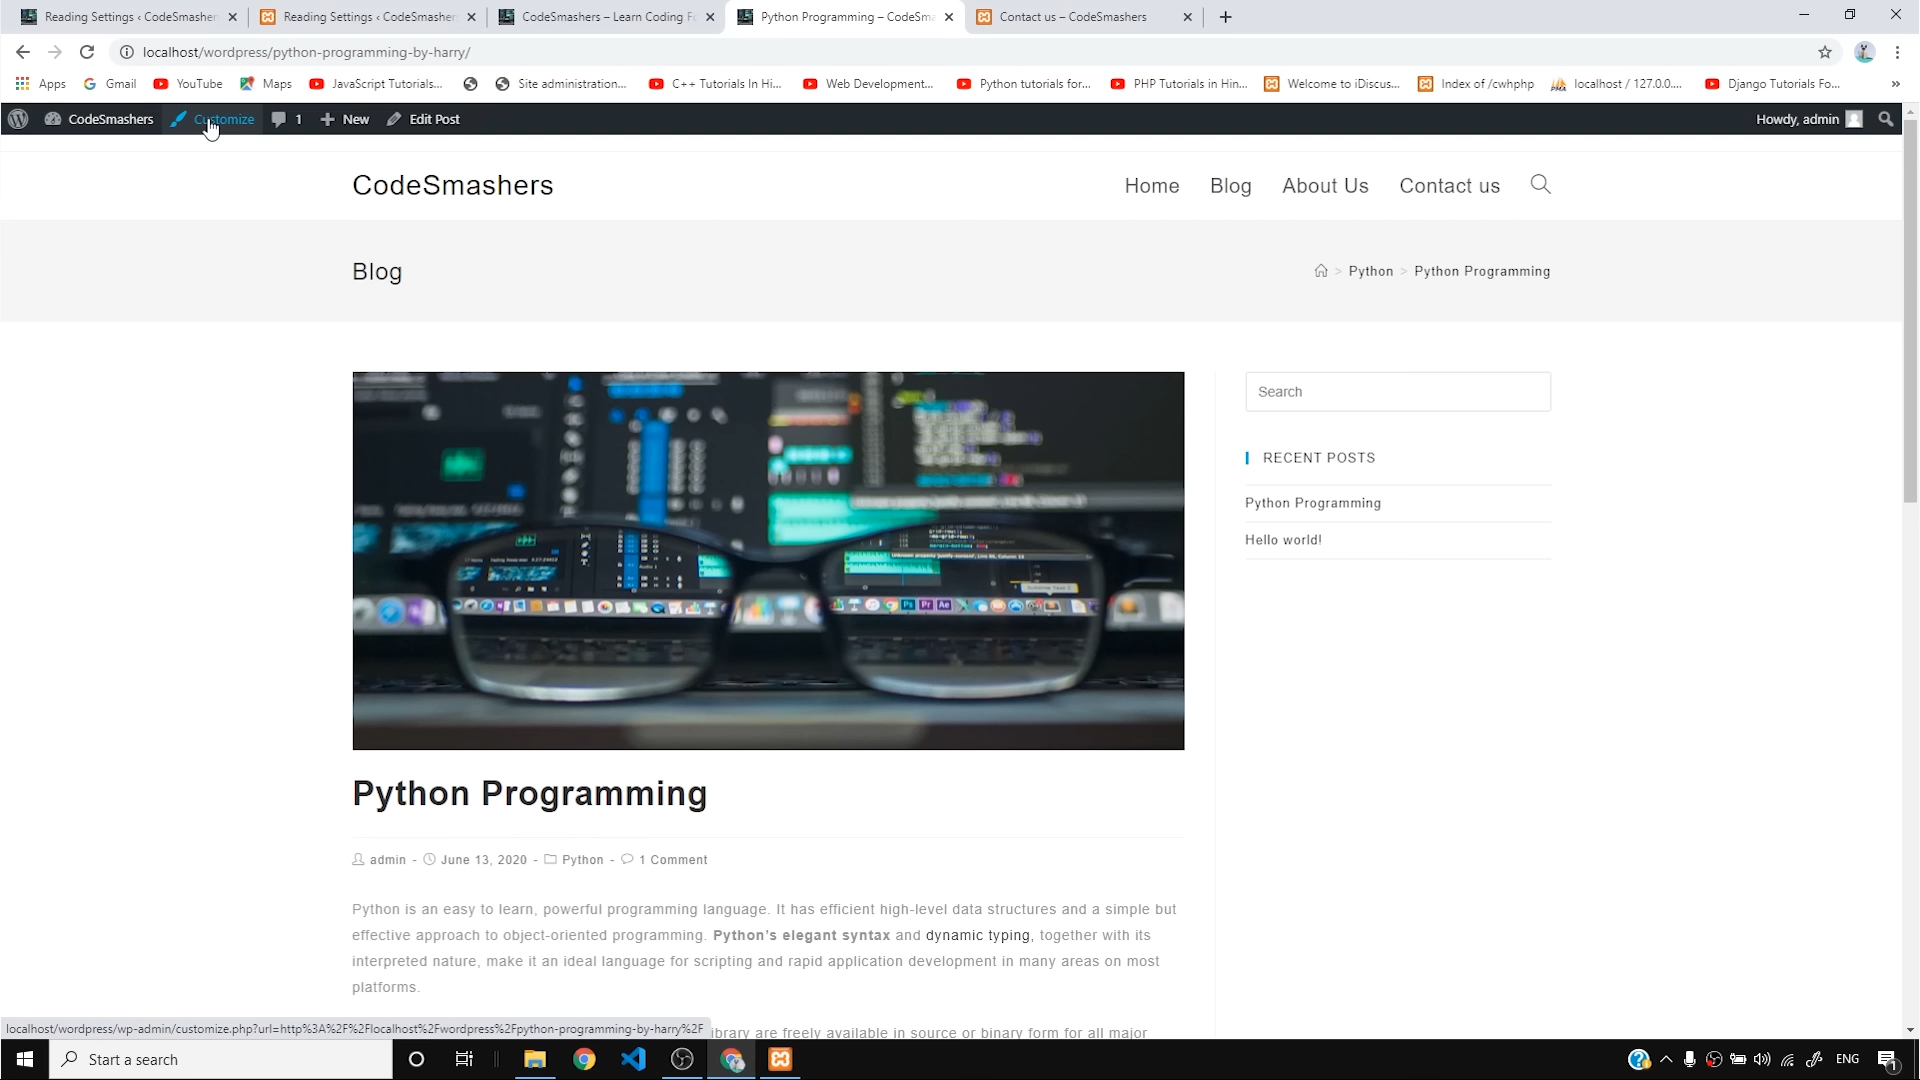 Reading Settings ‹ CodeSmasher
Reading Settings ‹ CodeSmasher
CodeSmashers – Learn Coding F
Python Programming – CodeSma
Contact us – CodeSmashers
localhost/wordpress/python-programming-by-harry/
Apps
Gmail
YouTube
Maps
JavaScript Tutorials...
Site administration...
C++ Tutorials In Hi...
Web Development...
Python tutorials for...
PHP Tutorials in Hin...
Welcome to iDiscus...
Index of /cwhphp
localhost / 127.0.0....
Django Tutorials Fo...
»
CodeSmashers
Customize
1
New
Edit Post
Howdy, admin
CodeSmashers
Home
Blog
About Us
Contact us
Blog
> Python > Python Programming
Search
RECENT POSTS
Python Programming
Hello world!
Python Programming
admin - June 13, 2020 - Python - 1 Comment
Python is an easy to learn, powerful programming language. It has efficient high-level data structures and a simple but
effective approach to object-oriented programming. Python's elegant syntax and dynamic typing, together with its
interpreted nature, make it an ideal language for scripting and rapid application development in many areas on most
platforms.
library are freely available in source or binary form for all major
localhost/wordpress/wp-admin/customize.php?url=http%3A%2F%2Flocalhost%2Fwordpress%2Fpython-programming-by-harry%2F
Start a search
ENG
1